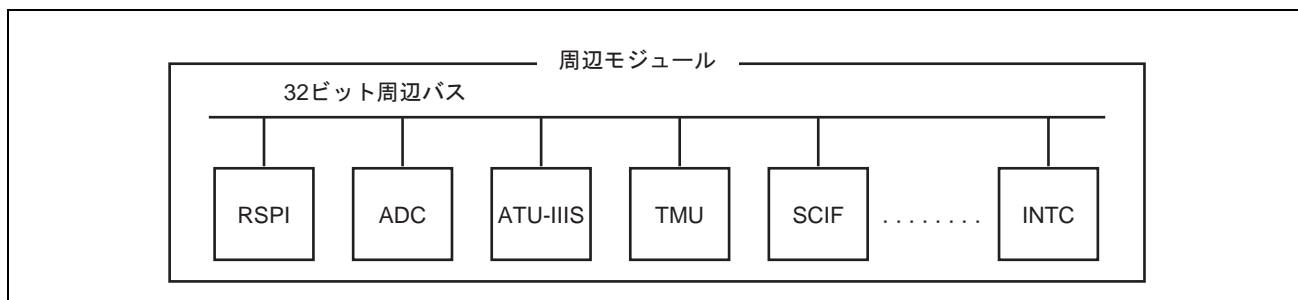 周辺モジュール
32ビット周辺バス
RSPI ADC ATU-IIIS TMU SCIF ........ INTC